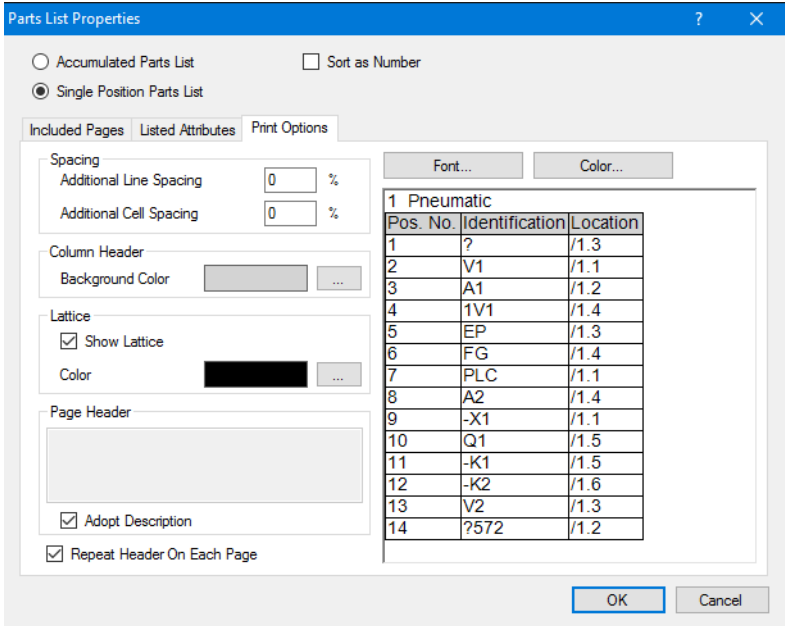 Parts List Properties
? ×
Accumulated Parts List
Sort as Number
Single Position Parts List
Included Pages Listed Attributes Print Options
Spacing
Additional Line Spacing 0 %
Additional Cell Spacing 0 %
Column Header
Background Color ...
Lattice
Show Lattice
Color ...
Page Header
Adopt Description
Repeat Header On Each Page
Font... Color...
1 Pneumatic
Pos. No. Identification Location
1 ? /1.3
2 V1 /1.1
3 A1 /1.2
4 1V1 /1.4
5 EP /1.3
6 FG /1.4
7 PLC /1.1
8 A2 /1.4
9 -X1 /1.1
10 Q1 /1.5
11 -K1 /1.5
12 -K2 /1.6
13 V2 /1.3
14 ?572 /1.2
OK Cancel